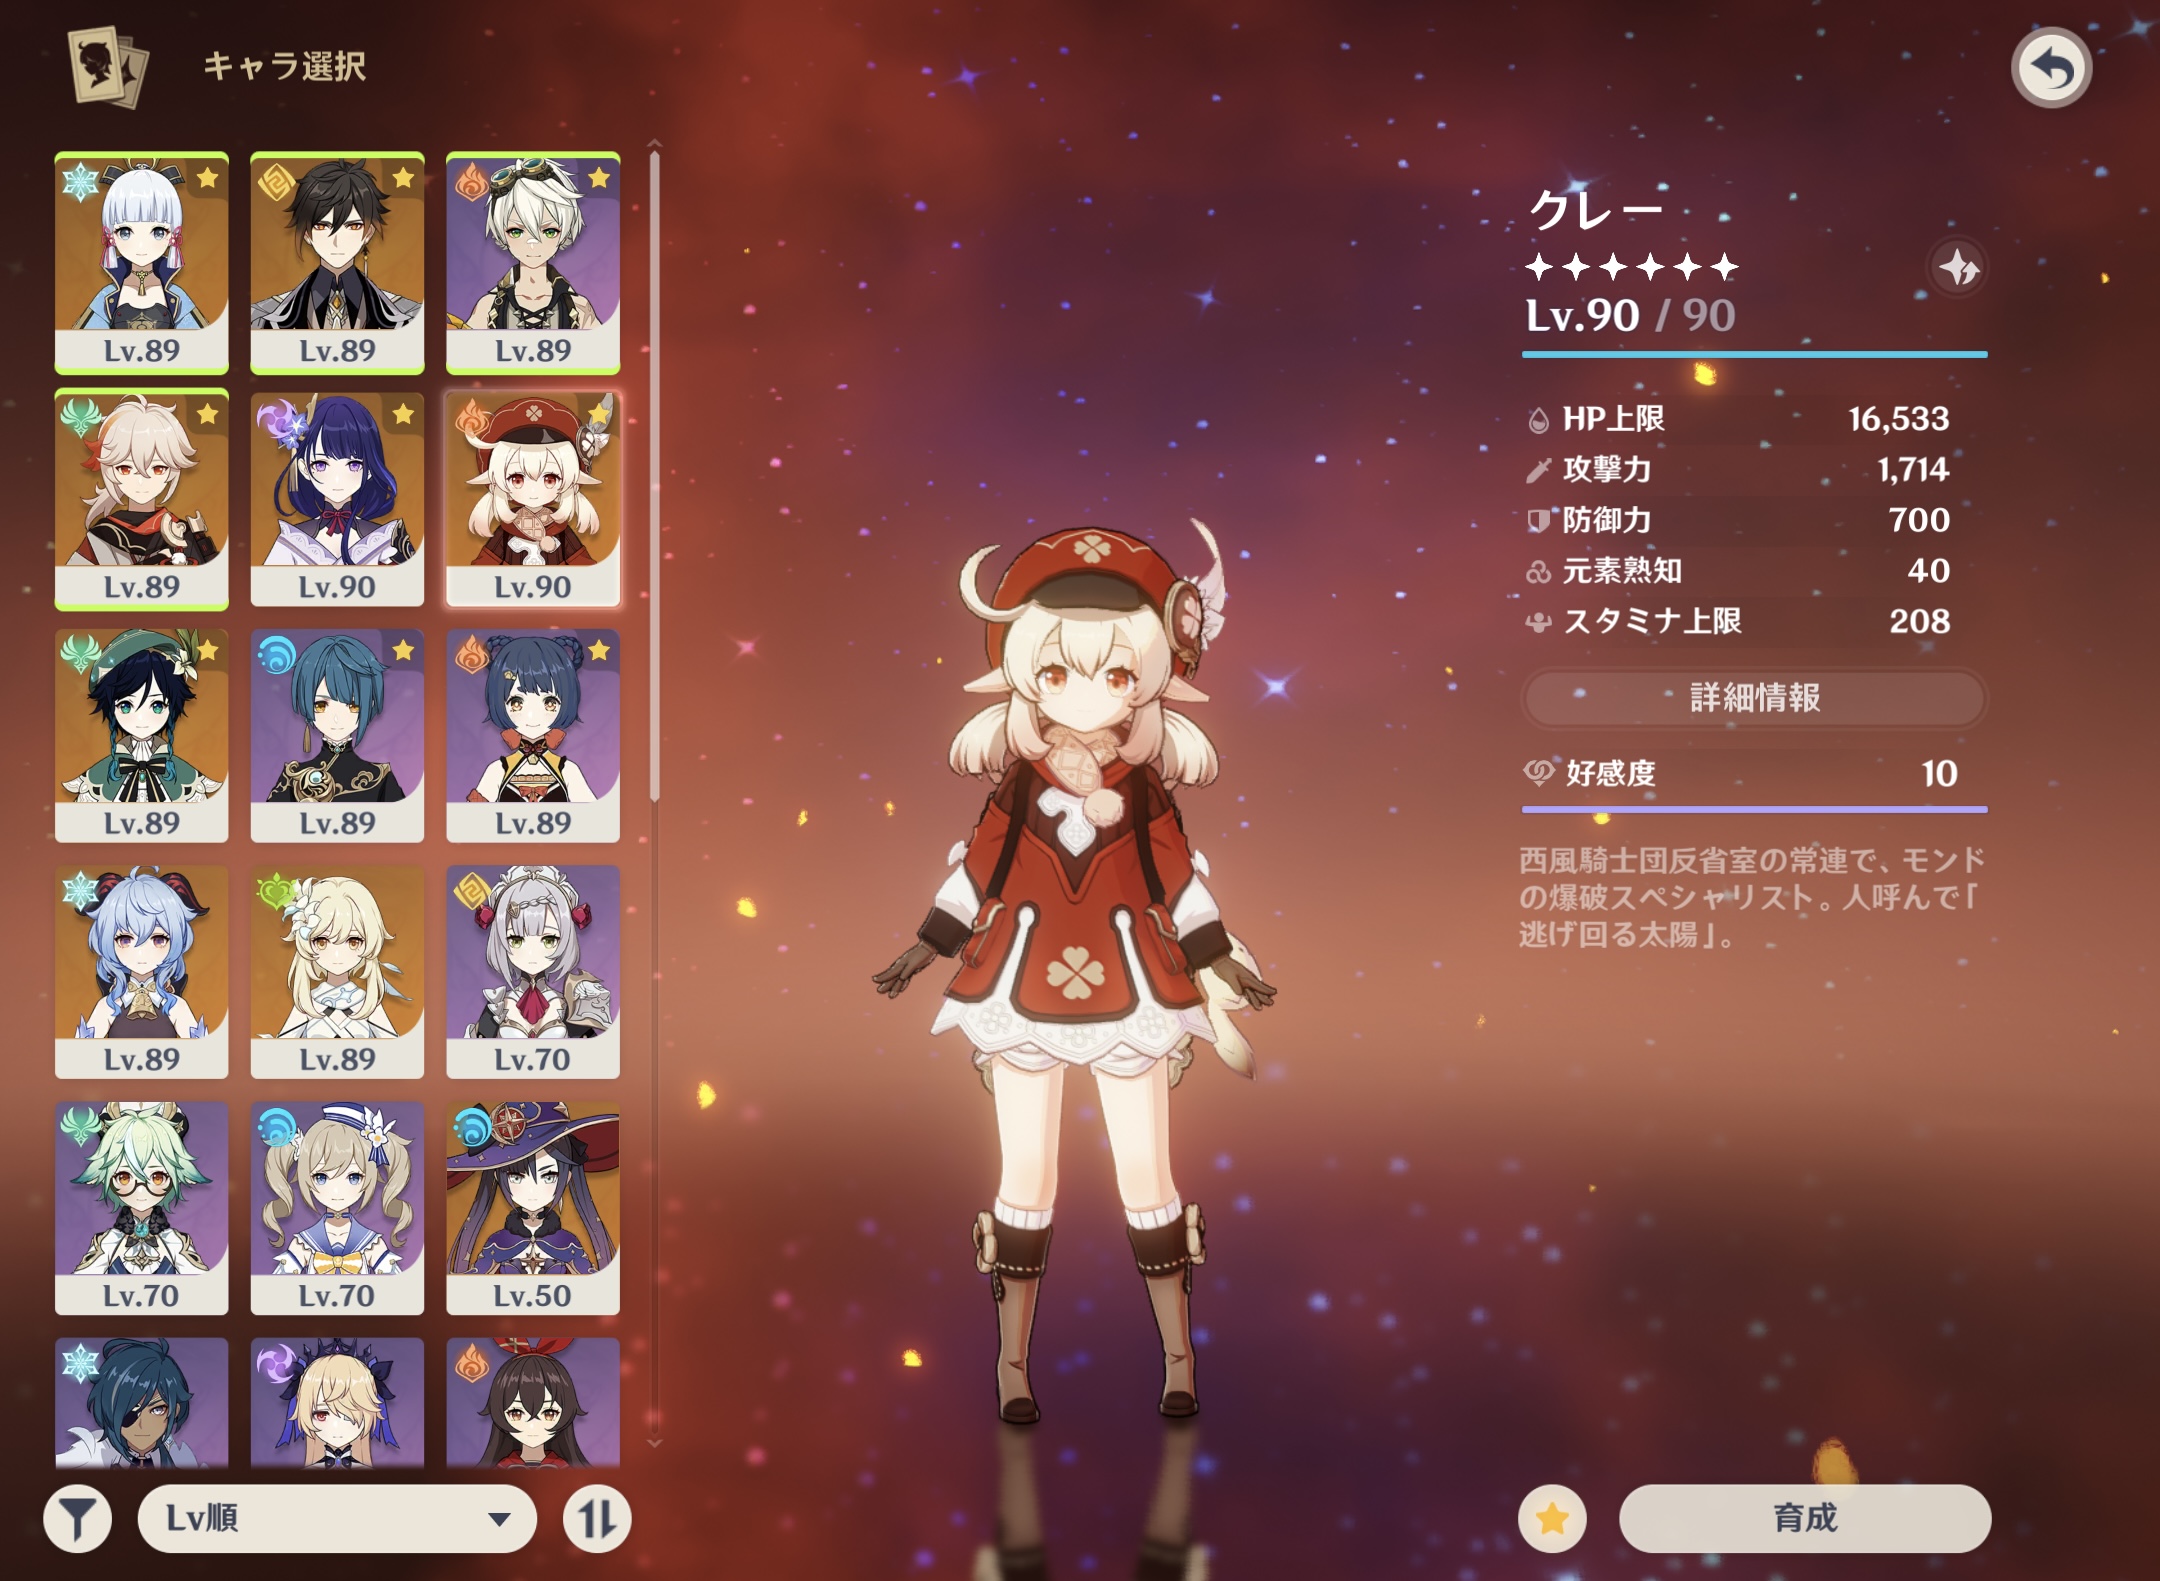 キャラ選択
Lv.89
Lv.89
Lv.89
Lv.89
Lv.90
Lv.90
Lv.89
Lv.89
Lv.89
Lv.89
Lv.89
Lv.70
Lv.70
Lv.70
Lv.50
Lv順
クレー
Lv.90 / 90
HP上限 16,533
攻撃力 1,714
防御力 700
元素熟知 40
スタミナ上限 208
詳細情報
好感度 10
西風騎士団反省室の常連で、モンド
の爆破スペシャリスト。人呼んで「
逃げ回る太陽」。
育成